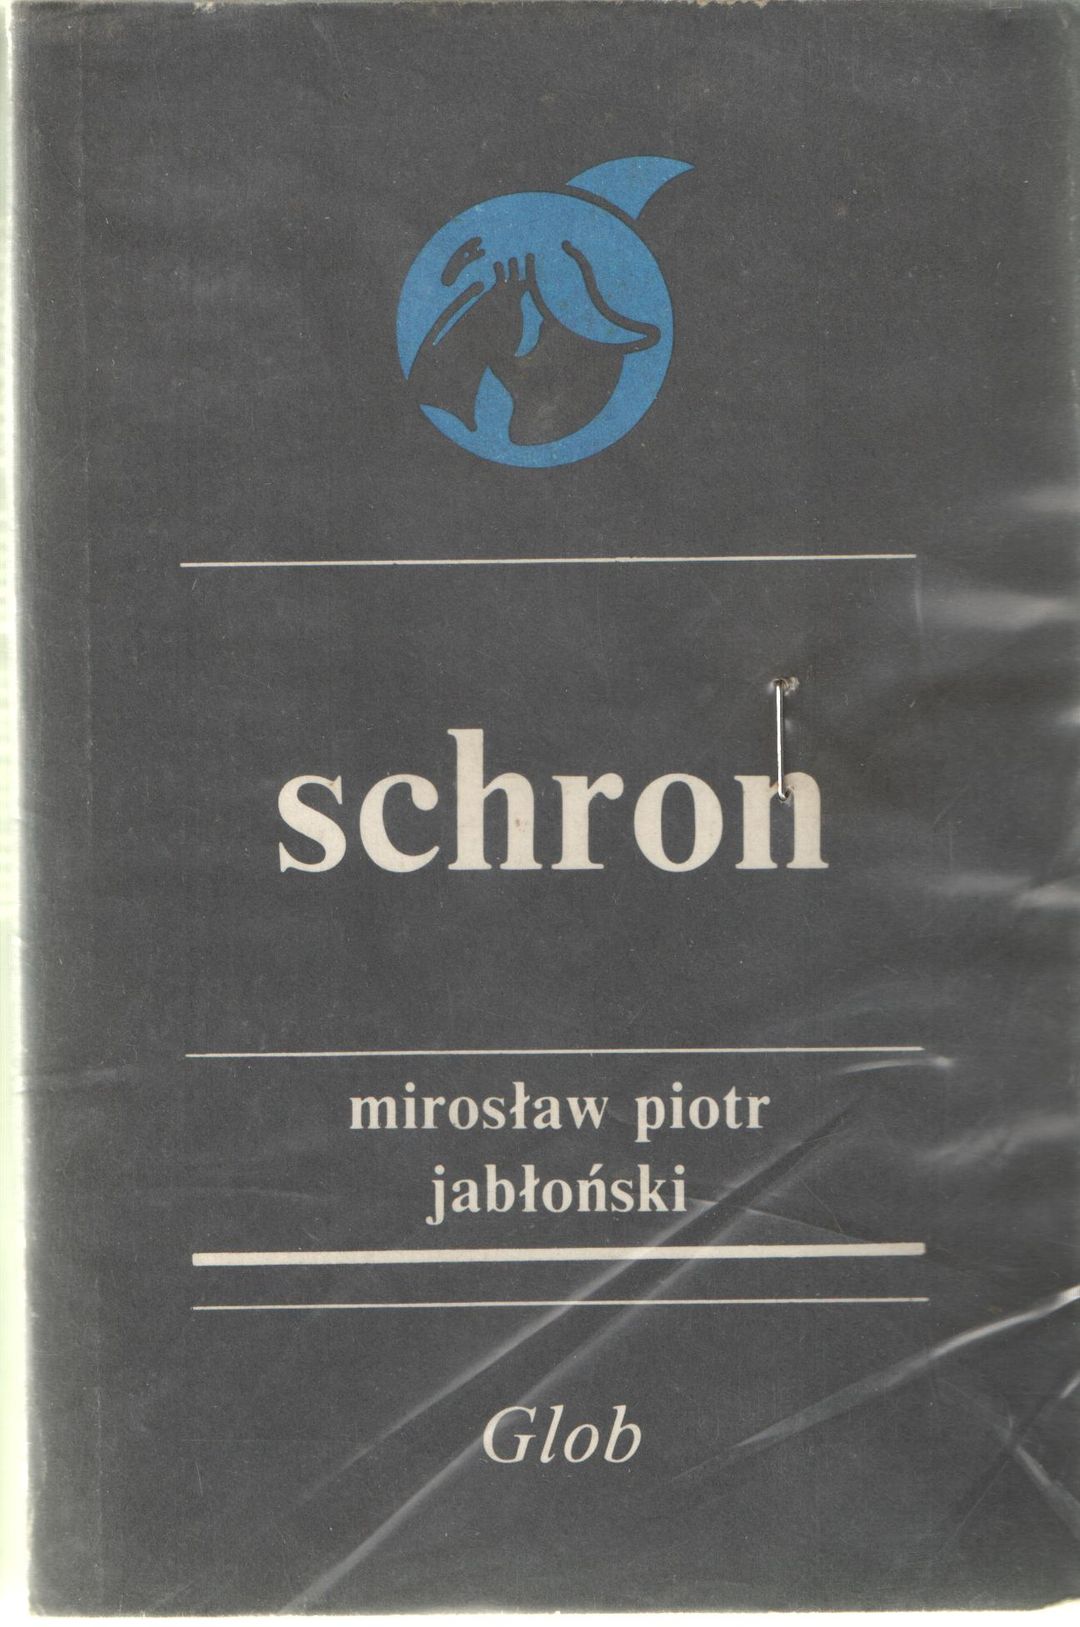 schron
mirosław piotr
jabłoński
Glob